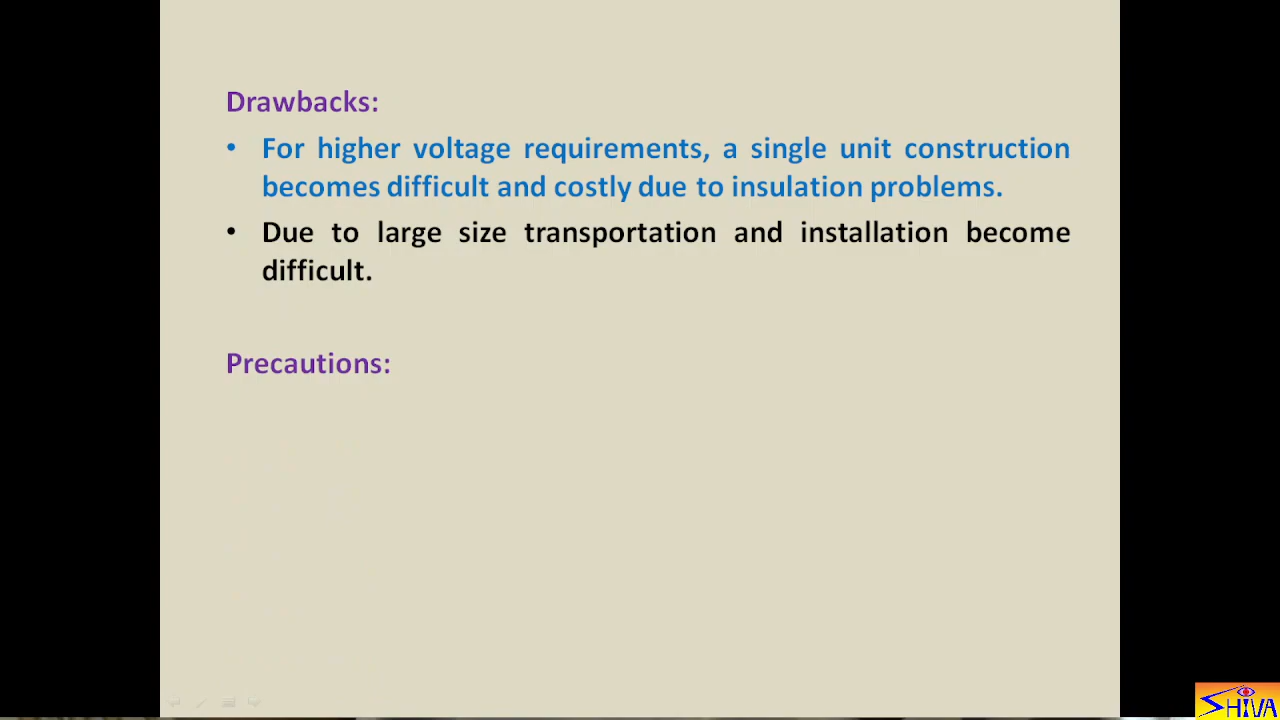 Drawbacks:
• For higher voltage requirements, a single unit construction
becomes difficult and costly due to insulation problems.
• Due to large size transportation and installation become
difficult.
Precautions:
SHIVA